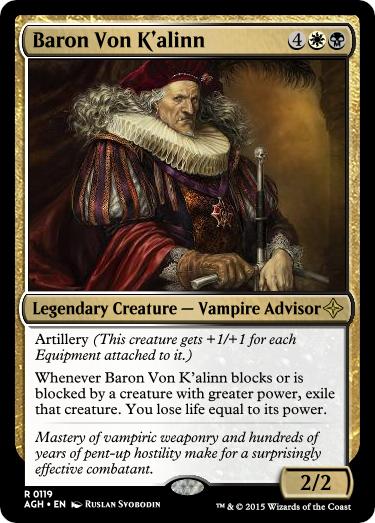 Baron Von K'alinn 4
Legendary Creature — Vampire Advisor
Artillery (This creature gets +1/+1 for each
Equipment attached to it.)
Whenever Baron Von K'alinn blocks or is
blocked by a creature with greater power, exile
that creature. You lose life equal to its power.
Mastery of vampiric weaponry and hundreds of
years of pent-up hostility make for a surprisingly
effective combatant.
2/2
R 0119
AGH • EN Ruslan Svobodin
™ & © 2015 Wizards of the Coast